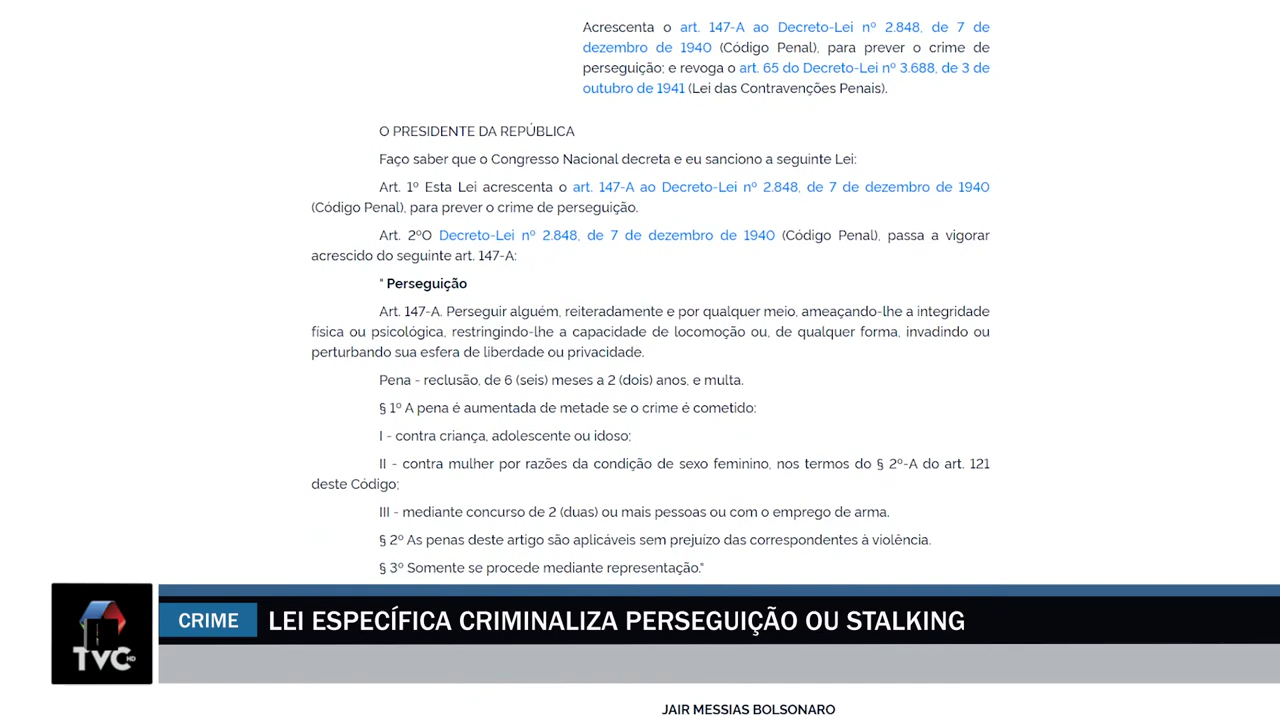 Acrescenta o art. 147-A ao Decreto-Lei nº 2.848, de 7 de
dezembro de 1940 (Código Penal), para prever o crime de
perseguição; e revoga o art. 65 do Decreto-Lei nº 3.688, de 3 de
outubro de 1941 (Lei das Contravenções Penais).
O PRESIDENTE DA REPÚBLICA
Faço saber que o Congresso Nacional decreta e eu sanciono a seguinte Lei:
Art. 1º Esta Lei acrescenta o art. 147-A ao Decreto-Lei nº 2.848, de 7 de dezembro de 1940
(Código Penal), para prever o crime de perseguição.
Art. 2ºO Decreto-Lei nº 2.848, de 7 de dezembro de 1940 (Código Penal), passa a vigorar
acrescido do seguinte art. 147-A:
“ Perseguição
Art. 147-A. Perseguir alguém, reiteradamente e por qualquer meio, ameaçando-lhe a integridade
física ou psicológica, restringindo-lhe a capacidade de locomoção ou, de qualquer forma, invadindo ou
perturbando sua esfera de liberdade ou privacidade.
Pena - reclusão, de 6 (seis) meses a 2 (dois) anos, e multa.
§ 1º A pena é aumentada de metade se o crime é cometido:
I - contra criança, adolescente ou idoso;
II - contra mulher por razões da condição de sexo feminino, nos termos do § 2º-A do art. 121
deste Código;
III - mediante concurso de 2 (duas) ou mais pessoas ou com o emprego de arma.
§ 2º As penas deste artigo são aplicáveis sem prejuízo das correspondentes à violência.
§ 3º Somente se procede mediante representação.“
CRIME LEI ESPECÍFICA CRIMINALIZA PERSEGUIÇÃO OU STALKING
TVC HD
JAIR MESSIAS BOLSONARO